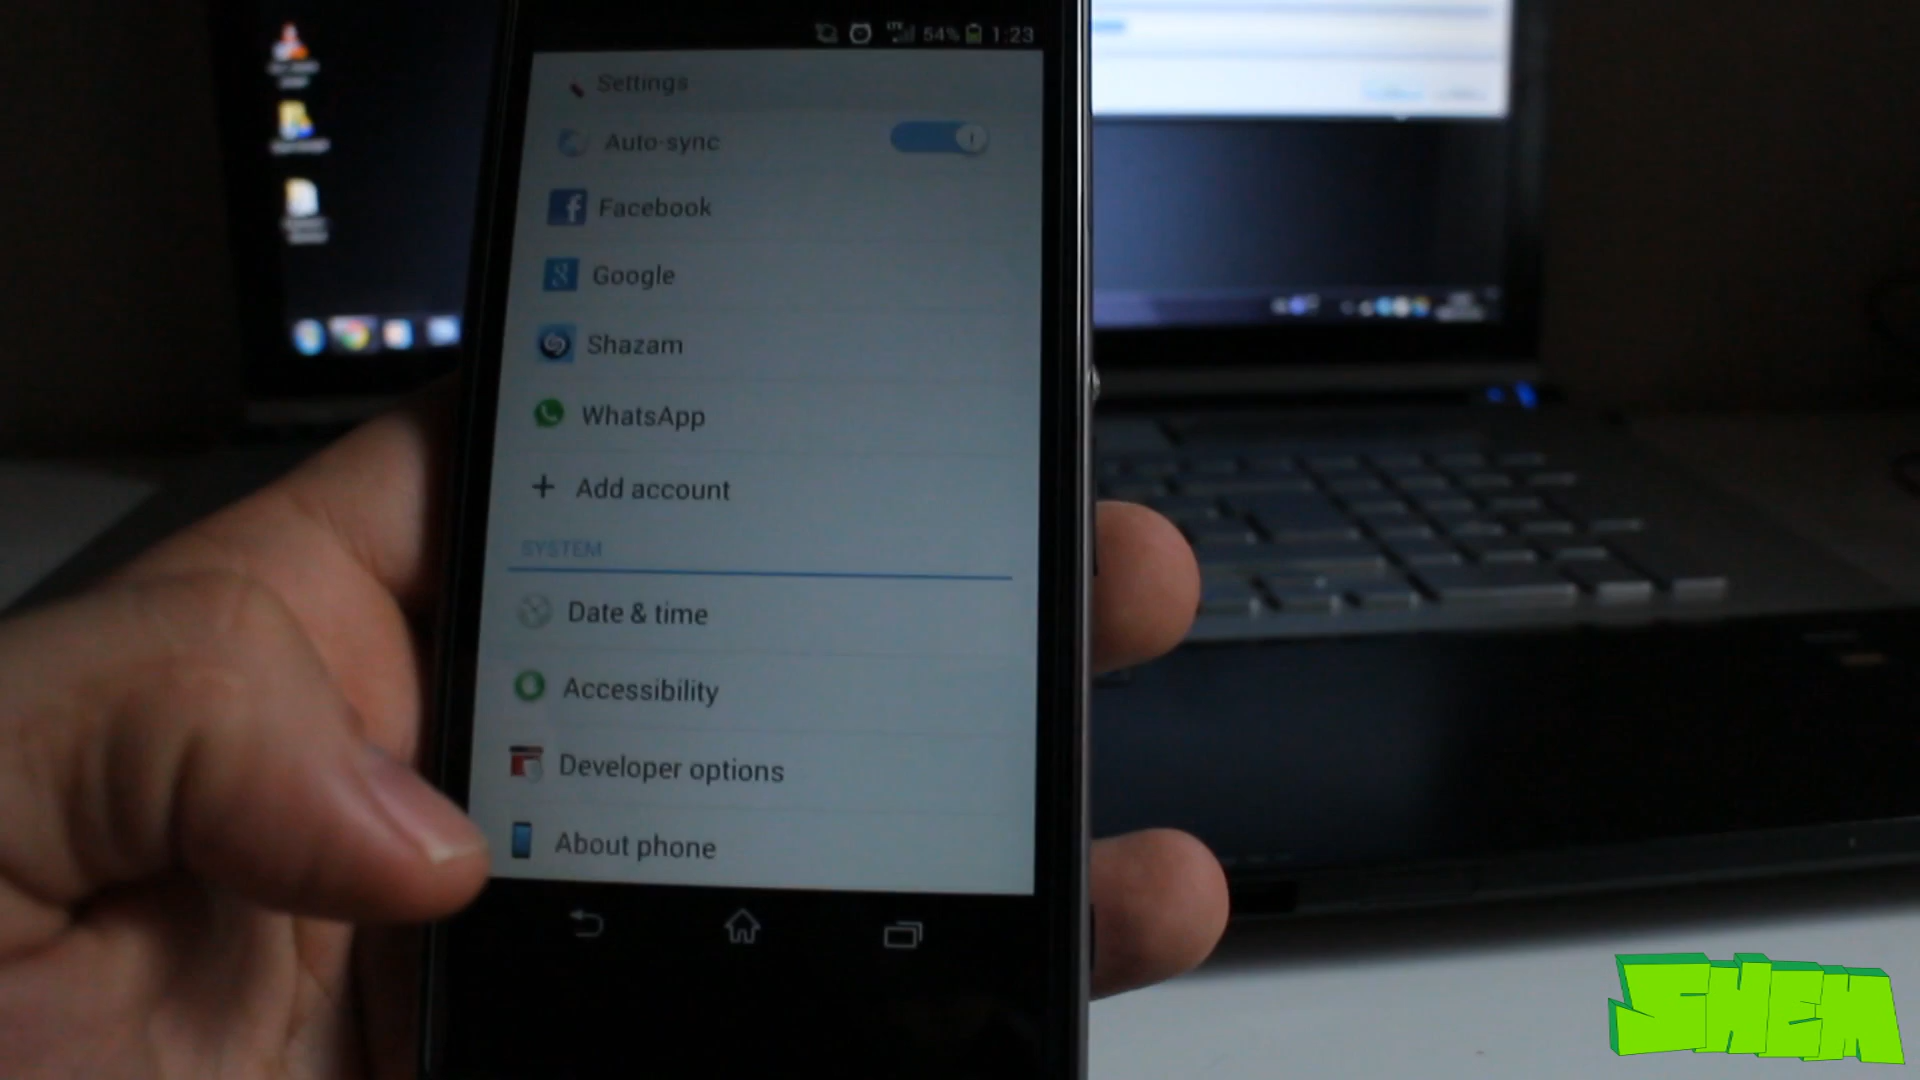 LTE 54% 1:23
Settings
Auto-sync
Facebook
Google
Shazam
WhatsApp
+ Add account
SYSTEM
Date & time
Accessibility
Developer options
About phone
SHEM